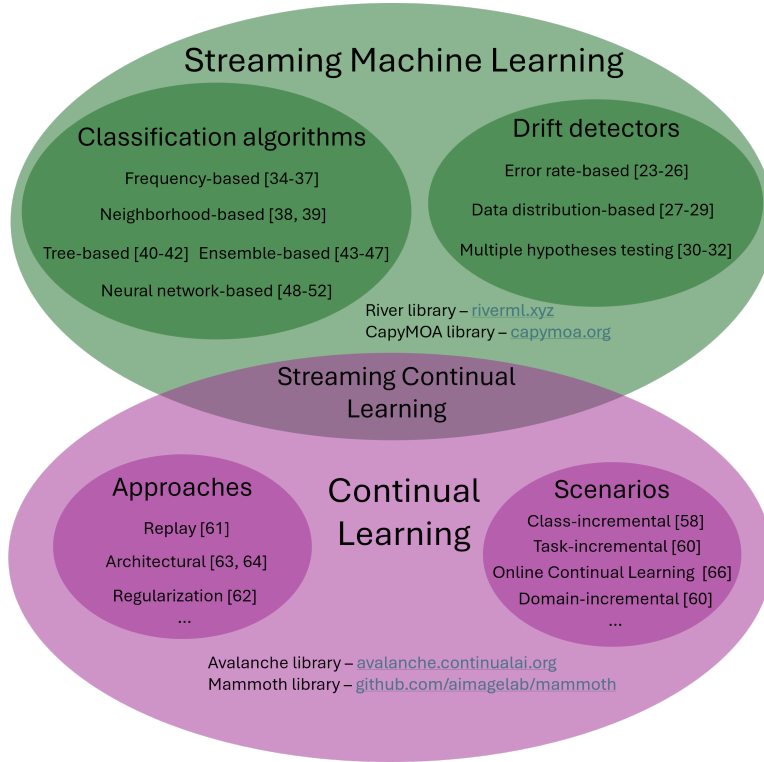 Streaming Machine Learning
Classification algorithms
Frequency-based [34-37]
Neighborhood-based [38, 39]
Tree-based [40-42] Ensemble-based [43-47]
Neural network-based [48-52]
Drift detectors
Error rate-based [23-26]
Data distribution-based [27-29]
Multiple hypotheses testing [30-32]
River library – riverml.xyz
CapyMOA library – capymoa.org
Streaming Continual
Learning
Approaches
Replay [61]
Architectural [63, 64]
Regularization [62]
...
Continual
Learning
Scenarios
Class-incremental [58]
Task-incremental [60]
Online Continual Learning [66]
Domain-incremental [60]
...
Avalanche library – avalanche.continualai.org
Mammoth library – github.com/aimagelab/mammoth